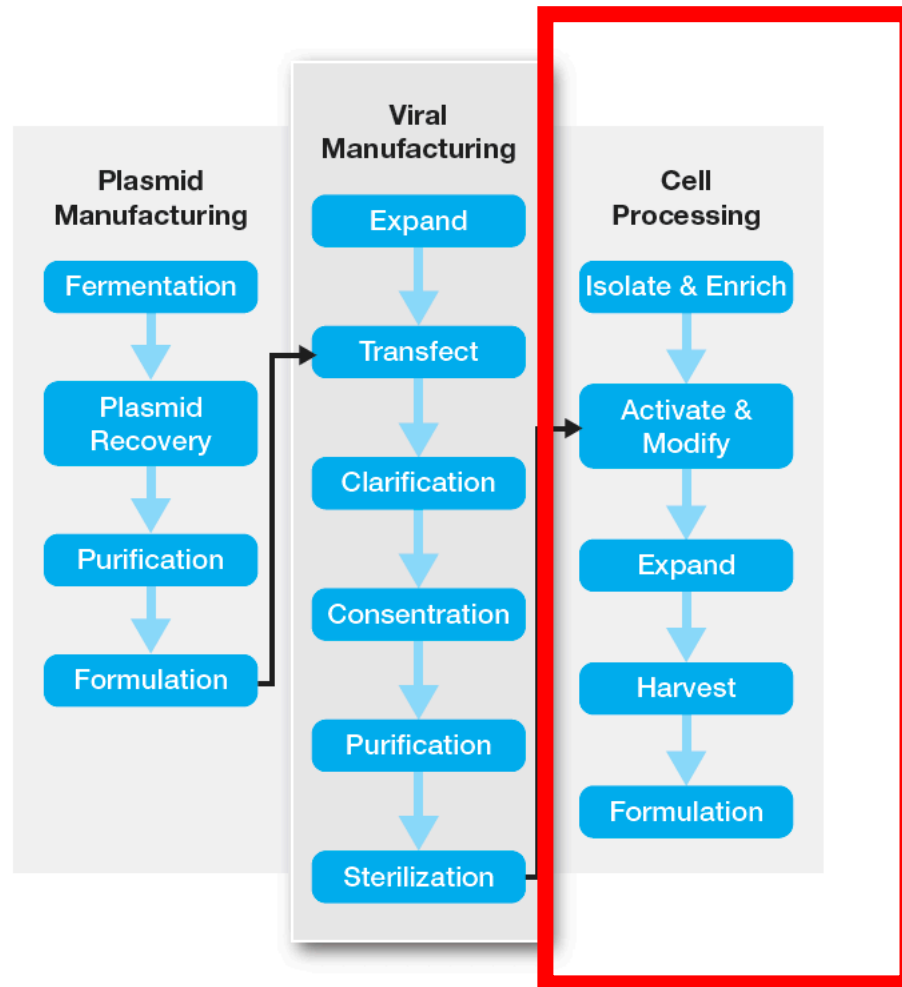 Plasmid
Manufacturing
Fermentation
Plasmid
Recovery
Purification
Formulation
Viral
Manufacturing
Expand
Transfect
Clarification
Consentration
Purification
Sterilization
Cell
Processing
Isolate & Enrich
Activate &
Modify
Expand
Harvest
Formulation